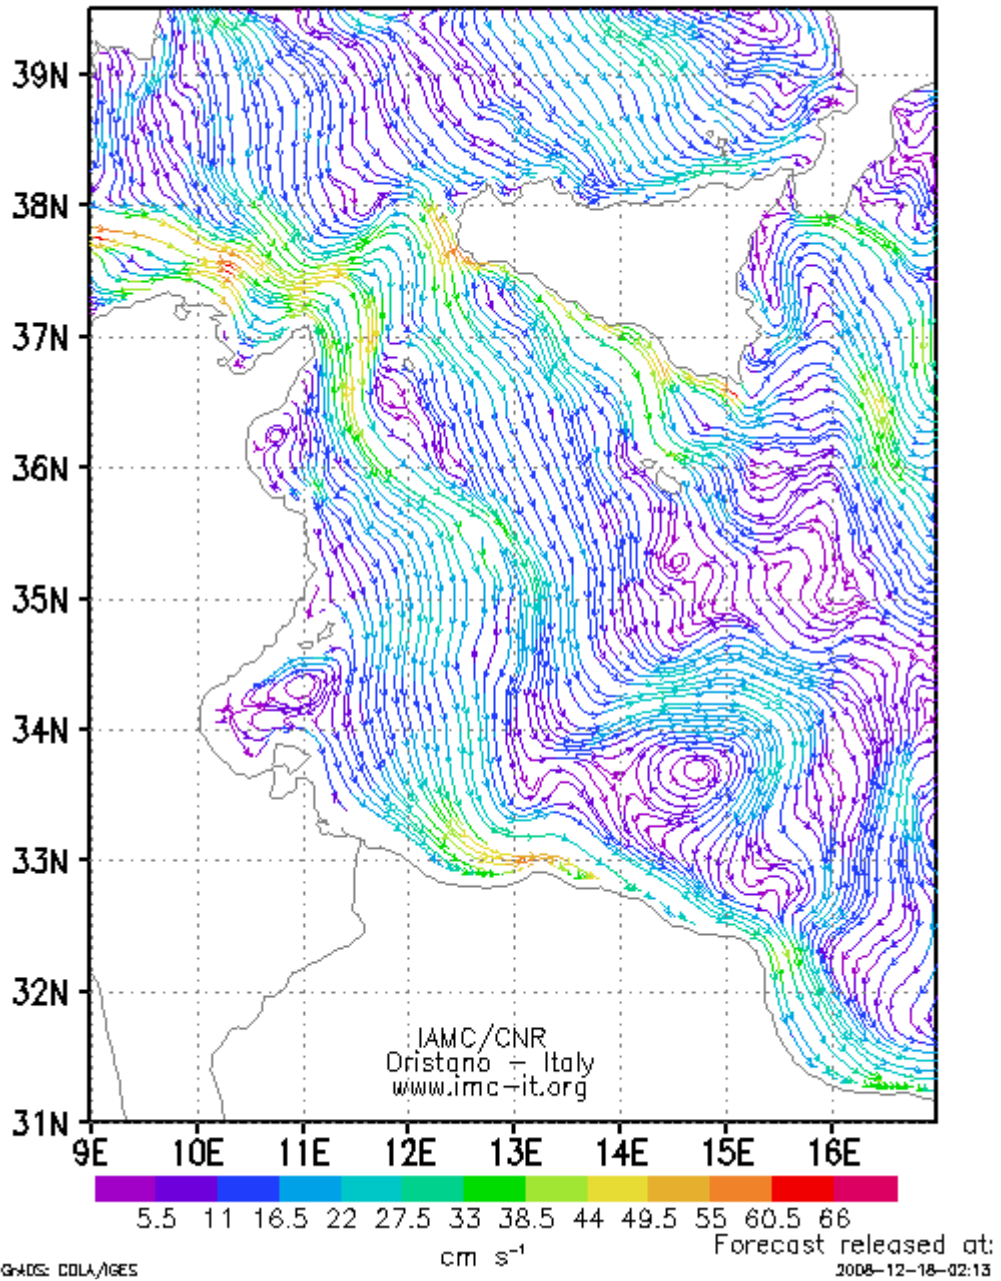 39N
38N
37N
36N
35N
34N
33N
32N
31N
IAMC/CNR
Oristano – Italy
www.imc-it.org
9E 10E 11E 12E 13E 14E 15E 16E
5.5 11 16.5 22 27.5 33 38.5 44 49.5 55 60.5 66
cm s⁻¹
Forecast released at:
GrADS: COLA/IGES
2008-12-18-02:13